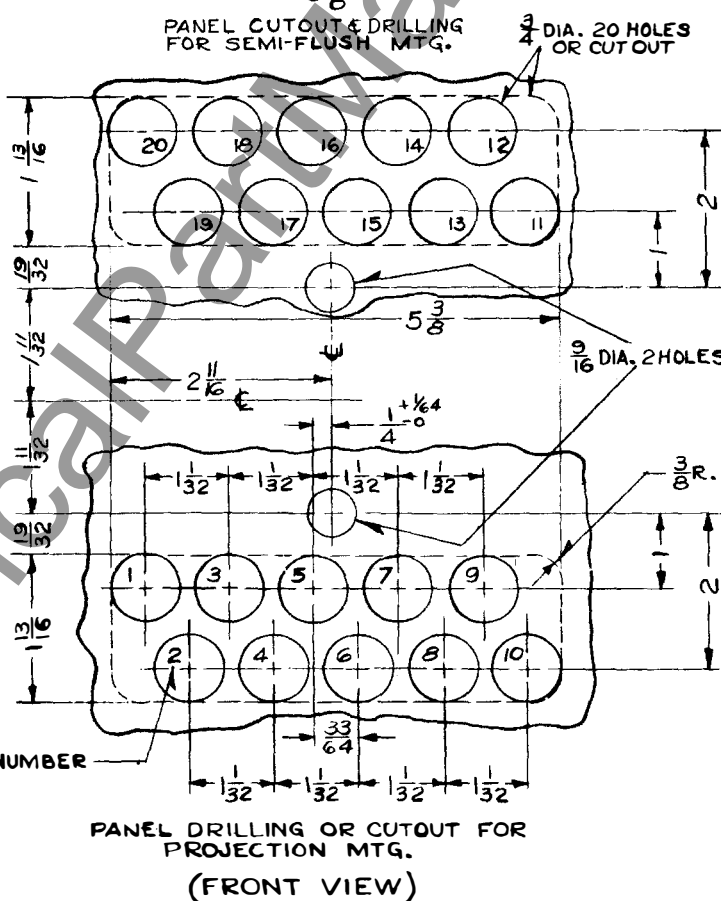 8
PANEL CUTOUT & DRILLING
FOR SEMI-FLUSH MTG.
3/4 DIA. 20 HOLES
OR CUTOUT
20 18 16 14 12
1 13/16
2
19 17 15 13 11
1
19/32
5 3/8
1 11/32
9/16 DIA. 2 HOLES
2 11/16 ℄
℄
1/4 +1/64 -0
1 11/32
1 1/32 1 1/32 1 1/32 1 1/32
3/8 R.
19/32
1
2
1 3 5 7 9
1 13/16
2 4 6 8 10
33/64
NUMBER
1 1/32 1 1/32 1 1/32 1 1/32
PANEL DRILLING OR CUTOUT FOR
PROJECTION MTG.
(FRONT VIEW)
icalPartMa